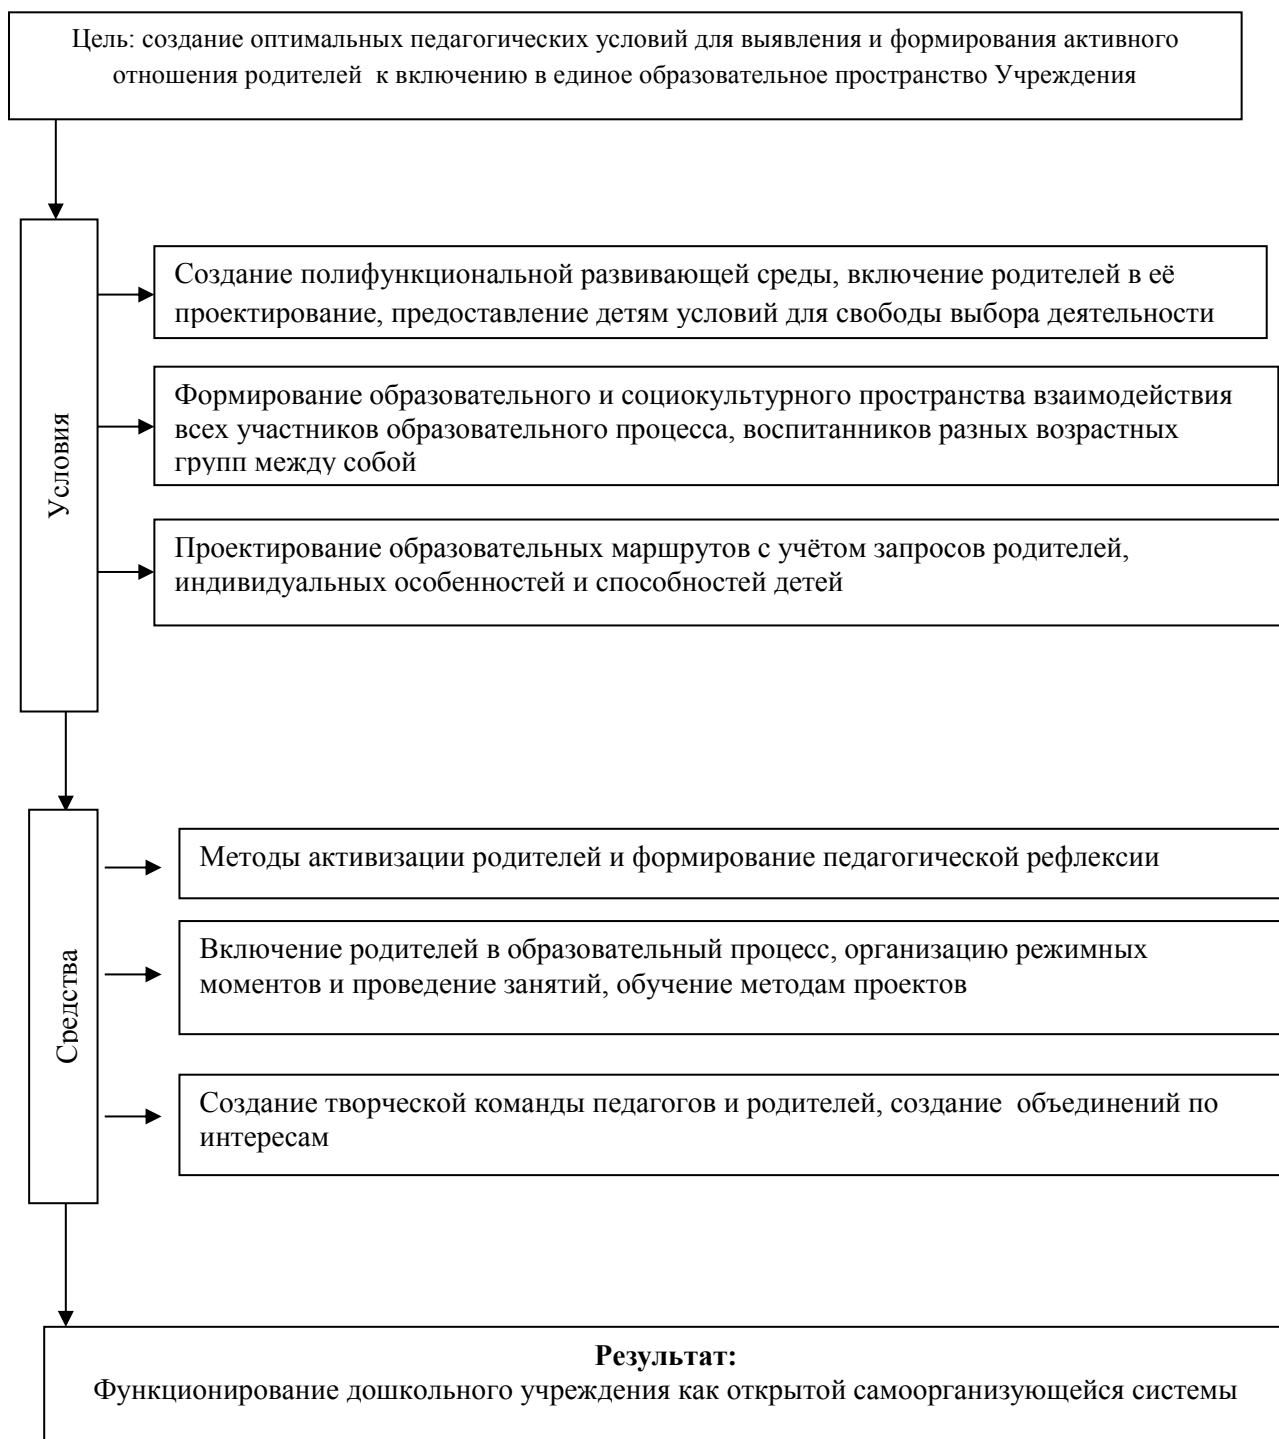 Цель: создание оптимальных педагогических условий для выявления и формирования активного
отношения родителей к включению в единое образовательное пространство Учреждения
Условия
Создание полифункциональной развивающей среды, включение родителей в её
проектирование, предоставление детям условий для свободы выбора деятельности
Формирование образовательного и социокультурного пространства взаимодействия
всех участников образовательного процесса, воспитанников разных возрастных
групп между собой
Проектирование образовательных маршрутов с учётом запросов родителей,
индивидуальных особенностей и способностей детей
Средства
Методы активизации родителей и формирование педагогической рефлексии
Включение родителей в образовательный процесс, организацию режимных
моментов и проведение занятий, обучение методам проектов
Создание творческой команды педагогов и родителей, создание объединений по
интересам
Результат:
Функционирование дошкольного учреждения как открытой самоорганизующейся системы